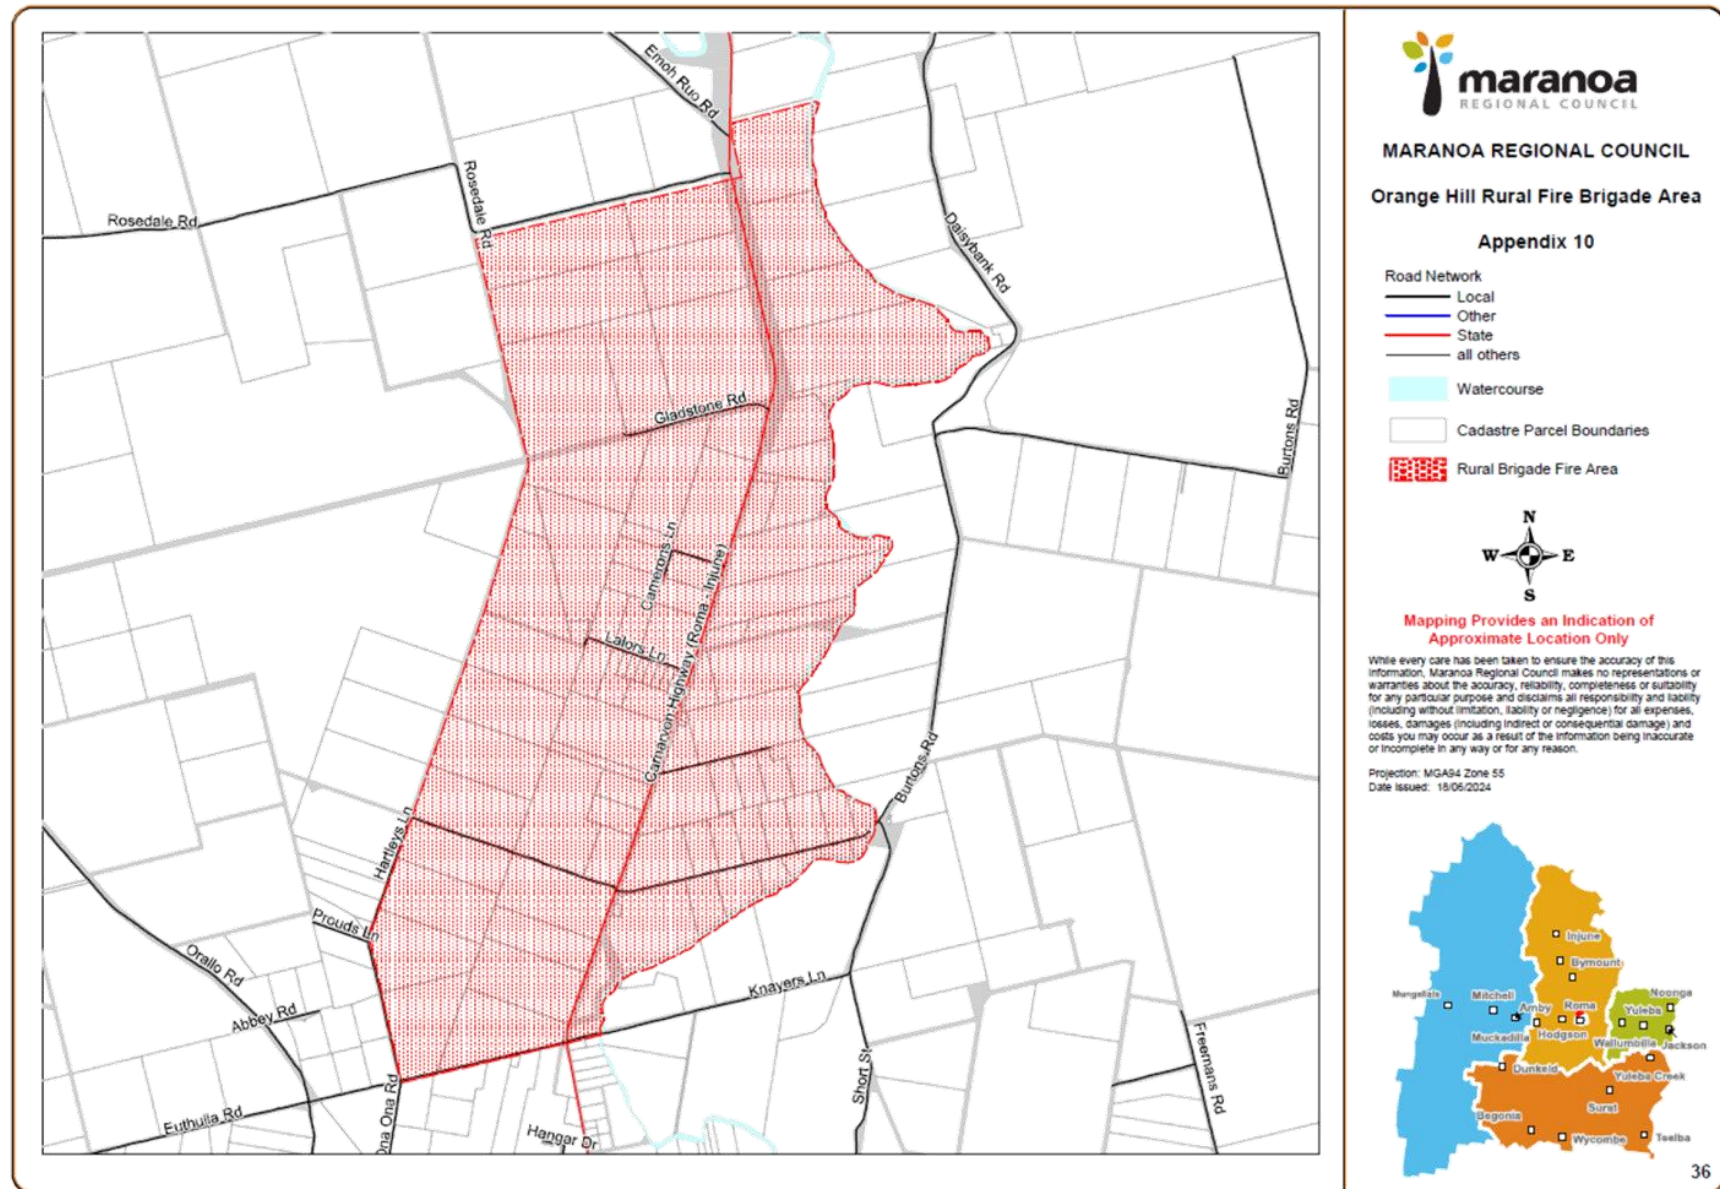 Emoh Ruo Rd
Rosedale Rd
Rosedale Rd
Daisybank Rd
Gladstone Rd
Burtons Rd
Camerons Ln
Lalors Ln
Carnarvon Highway (Roma - Injune)
Burtons Rd
Hartleys Ln
Prouds Ln
Orallo Rd
Abbey Rd
Knayers Ln
Euthulla Rd
Ona Ona Rd
Hangar Dr
Short St
Freemans Rd
maranoa
REGIONAL COUNCIL
MARANOA REGIONAL COUNCIL
Orange Hill Rural Fire Brigade Area
Appendix 10
Road Network
Local
Other
State
all others
Watercourse
Cadastre Parcel Boundaries
Rural Brigade Fire Area
N
W E
S
Mapping Provides an Indication of
Approximate Location Only
While every care has been taken to ensure the accuracy of this
information, Maranoa Regional Council makes no representations or
warranties about the accuracy, reliability, completeness or suitability
for any particular purpose and disclaims all responsibility and liability
(including without limitation, liability or negligence) for all expenses,
losses, damages (including indirect or consequential damage) and
costs you may occur as a result of the information being inaccurate
or incomplete in any way or for any reason.
Projection: MGA94 Zone 55
Date issued: 18/06/2024
Injune
Bymount
Mungallala
Mitchell
Amby
Roma
Noonga
Yuleba
Muckadilla
Hodgson
Wallumbilla
Jackson
Dunkeld
Yuleba Creek
Begonia
Surat
Wycombe
Teelba
36